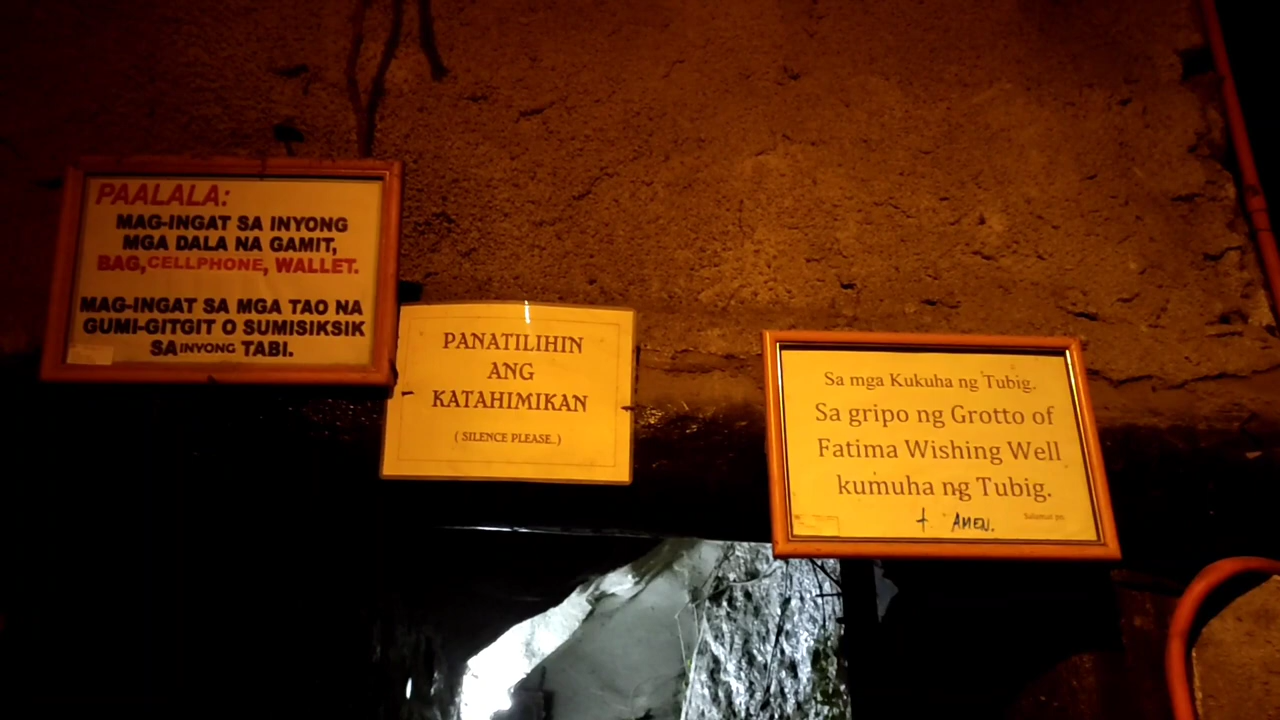 PAALALA:
MAG-INGAT SA INYONG
MGA DALA NA GAMIT,
BAG, CELLPHONE, WALLET.
MAG-INGAT SA MGA TAO NA
GUMI-GITGIT O SUMISIKSIK
SA INYONG TABI.
PANATILIHIN
ANG
KATAHIMIKAN
( SILENCE PLEASE..)
Sa mga Kukuha ng Tubig.
Sa gripo ng Grotto of
Fatima Wishing Well
kumuha ng Tubig.
Salamat po.
† AMEN.